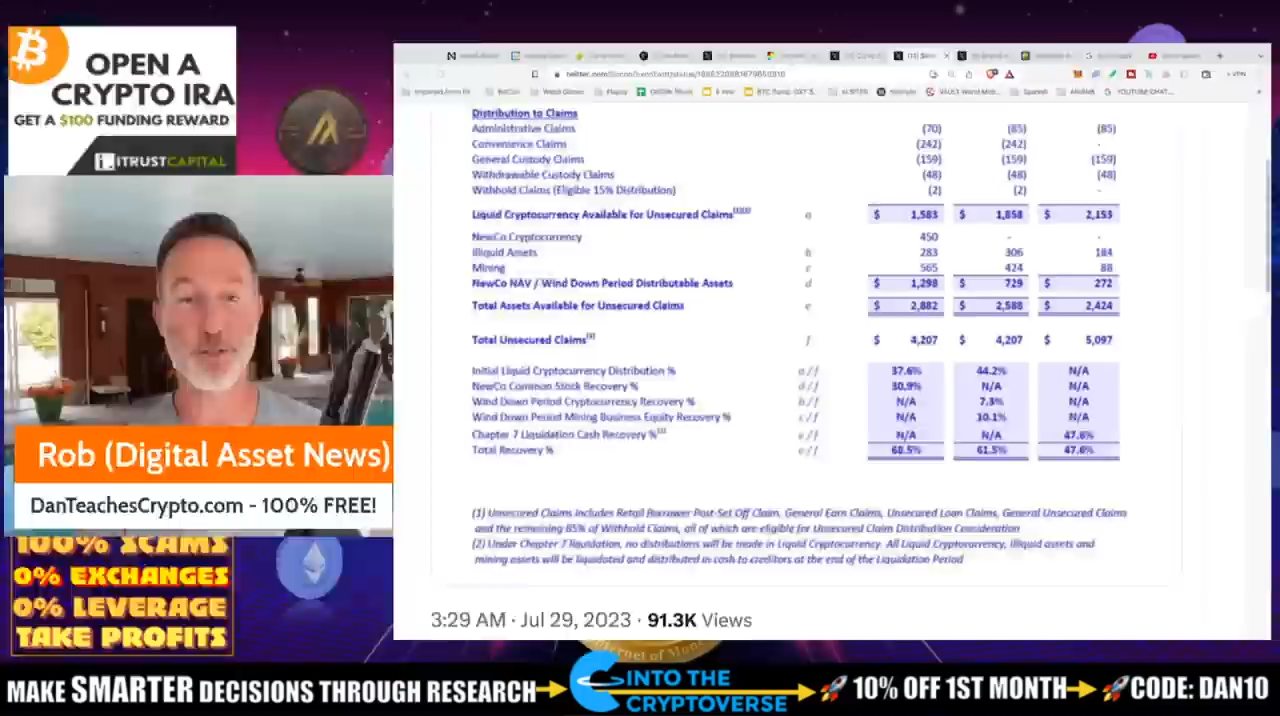 OPEN A
CRYPTO IRA
GET A $100 FUNDING REWARD
iTRUSTCAPITAL
Rob (Digital Asset News)
DanTeachesCrypto.com - 100% FREE!
100% SCAMS
0% EXCHANGES
0% LEVERAGE
TAKE PROFITS
Distribution to Claims
Administrative Claims (70) (85) (85)
Convenience Claims (242) (242) -
General Custody Claims (159) (159) (159)
Withdrawable Custody Claims (48) (48) (48)
Withhold Claims (Eligible 15% Distribution) (2) (2) -
Liquid Cryptocurrency Available for Unsecured Claims a $ 1,583 $ 1,858 $ 2,153
NewCo Cryptocurrency 450 - -
Illiquid Assets b 283 306 184
Mining c 565 424 88
NewCo NAV / Wind Down Period Distributable Assets d $ 1,298 $ 729 $ 272
Total Assets Available for Unsecured Claims e $ 2,882 $ 2,588 $ 2,424
Total Unsecured Claims f $ 4,207 $ 4,207 $ 5,097
Initial Liquid Cryptocurrency Distribution % a / f 37.6% 44.2% N/A
NewCo Common Stock Recovery % d / f 30.9% N/A N/A
Wind Down Period Cryptocurrency Recovery % b / f N/A 7.3% N/A
Wind Down Period Mining Business Equity Recovery % c / f N/A 10.1% N/A
Chapter 7 Liquidation Cash Recovery % e / f N/A N/A 47.6%
Total Recovery % e / f 68.5% 61.5% 47.6%
(1) Unsecured Claims includes Retail Borrower Post-Set Off Claim, General Earn Claims, Unsecured Loan Claims, General Unsecured Claims
and the remaining 85% of Withhold Claims, all of which are eligible for Unsecured Claim Distribution Consideration
(2) Under Chapter 7 liquidation, no distributions will be made in Liquid Cryptocurrency. All Liquid Cryptocurrency, illiquid assets and
mining assets will be liquidated and distributed in cash to creditors at the end of the Liquidation Period
3:29 AM · Jul 29, 2023 · 91.3K Views
MAKE SMARTER DECISIONS THROUGH RESEARCH
INTO THE
CRYPTOVERSE
10% OFF 1ST MONTH
CODE: DAN10